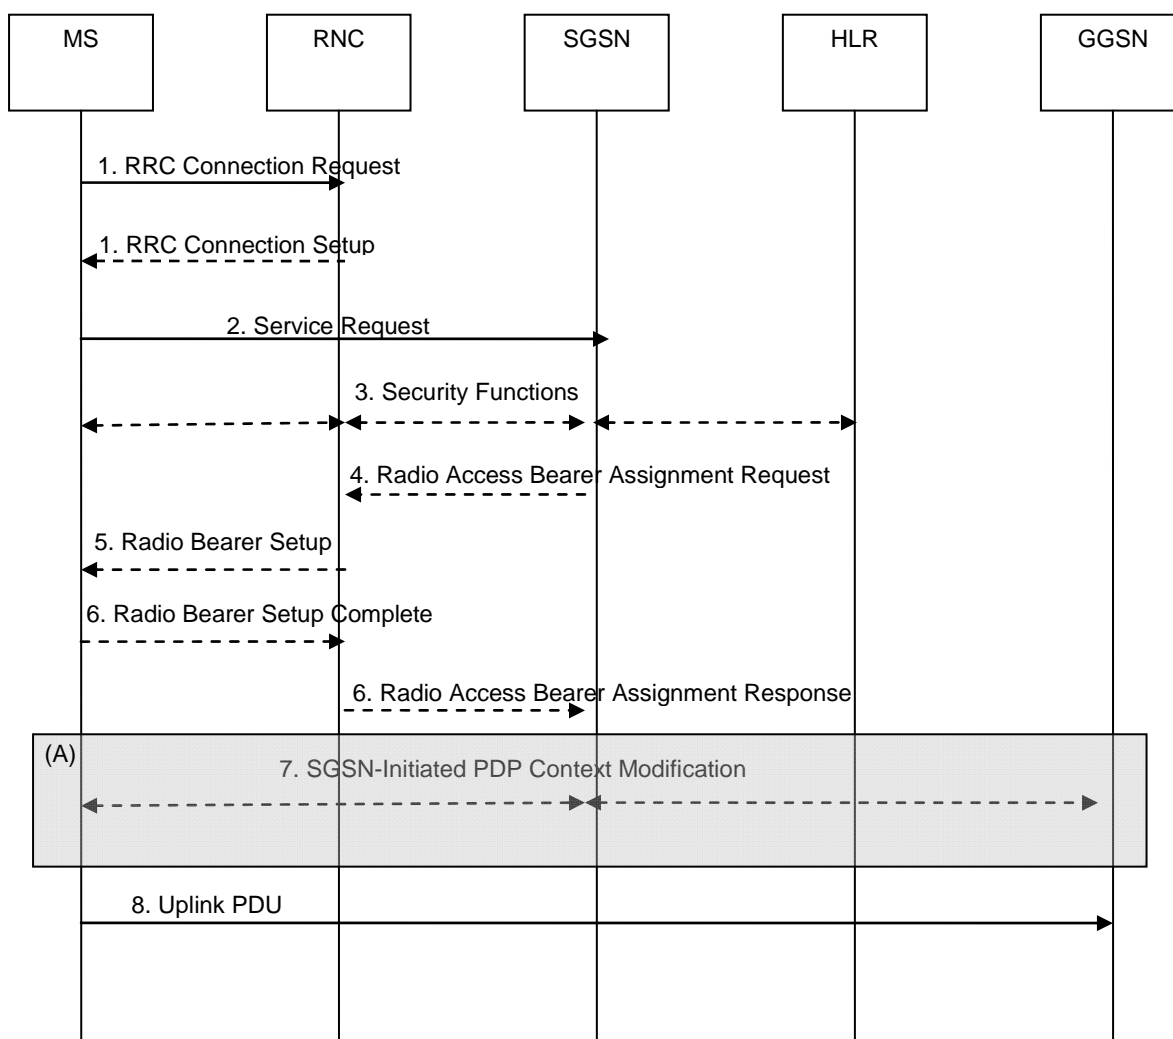 MS
RNC
SGSN
HLR
GGSN
1. RRC Connection Request
1. RRC Connection Setup
2. Service Request
3. Security Functions
4. Radio Access Bearer Assignment Request
5. Radio Bearer Setup
6. Radio Bearer Setup Complete
6. Radio Access Bearer Assignment Response
(A)
7. SGSN-Initiated PDP Context Modification
8. Uplink PDU